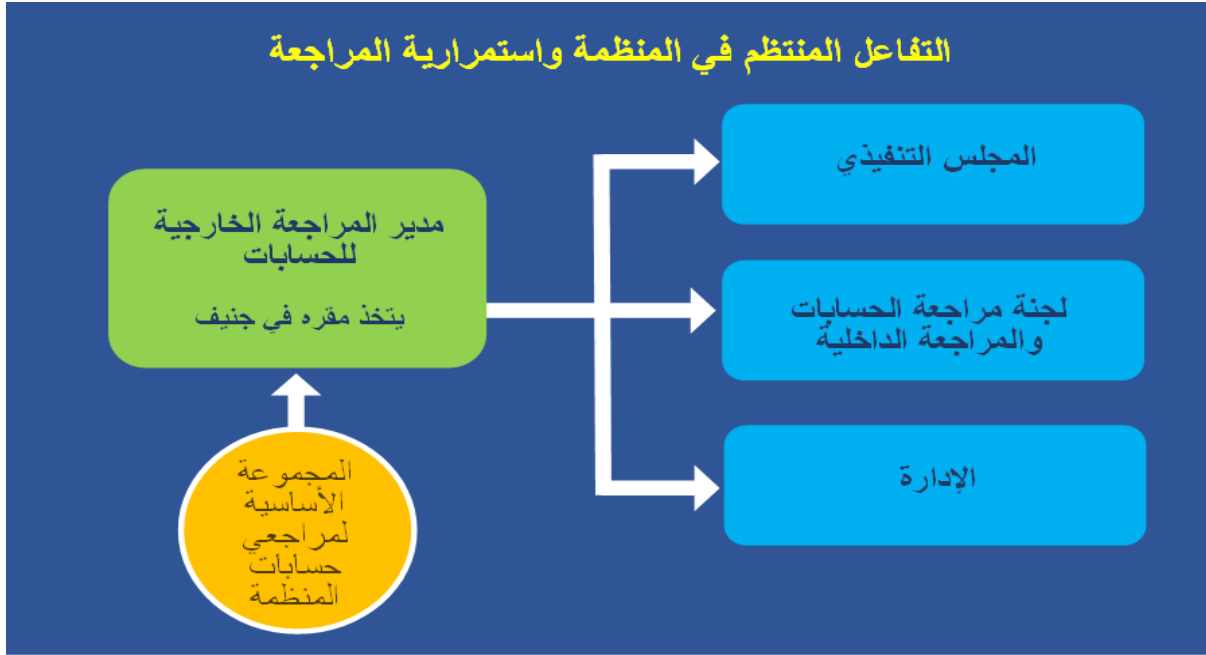 التفاعل المنتظم في المنظمة واستمرارية المراجعة
المجلس التنفيذي
مدير المراجعة الخارجية
للحسابات
يتخذ مقره في جنيف
لجنة مراجعة الحسابات
والمراجعة الداخلية
الإدارة
المجموعة
الأساسية
لمراجعي
حسابات
المنظمة